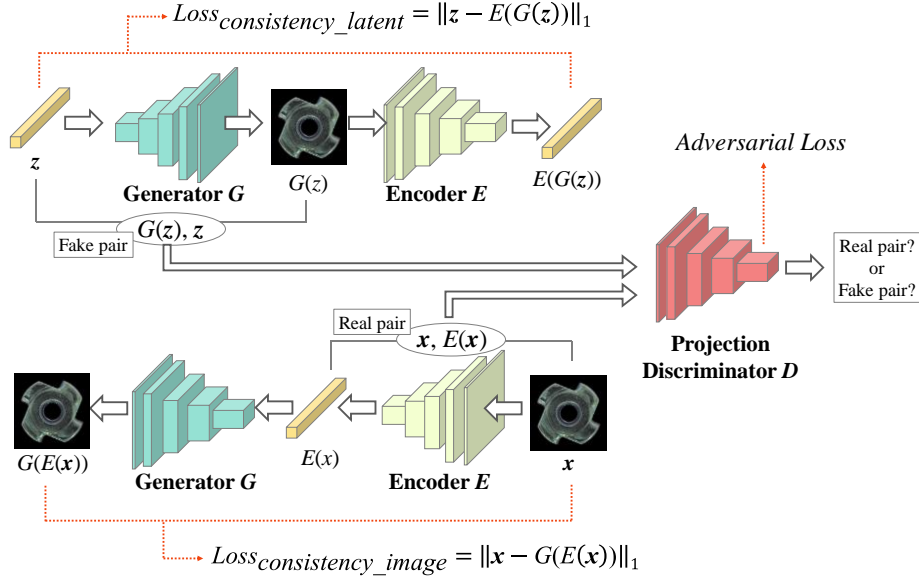 Loss_consistency_latent = ‖z − E(G(z))‖₁
z
Generator G
G(z)
Encoder E
E(G(z))
Adversarial Loss
Fake pair
G(z), z
Real pair?
or
Fake pair?
Real pair
x, E(x)
Projection
Discriminator D
G(E(x))
Generator G
E(x)
Encoder E
x
Loss_consistency_image = ‖x − G(E(x))‖₁